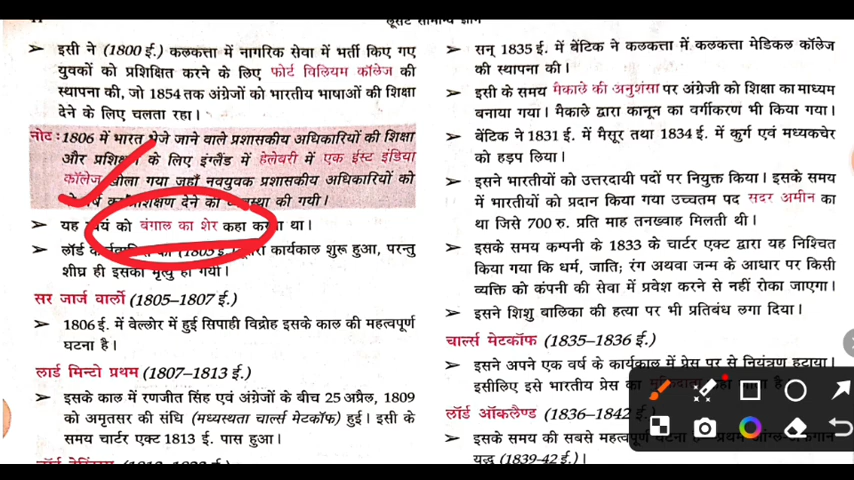 लूसेंट सामान्य ज्ञान
➢ इसी ने (1800 ई.) कलकत्ता में नागरिक सेवा में भर्ती किए गए
युवकों को प्रशिक्षित करने के लिए फोर्ट विलियम कॉलेज की
स्थापना की, जो 1854 तक अंग्रेजों को भारतीय भाषाओं की शिक्षा
देने के लिए चलता रहा।
नोट : 1806 में भारत भेजे जाने वाले प्रशासकीय अधिकारियों की शिक्षा
और प्रशिक्षण के लिए इंग्लैंड में हेलेबरी में एक ईस्ट इंडिया
कॉलेज खोला गया जहाँ नवयुवक प्रशासकीय अधिकारियों को
देने की व्यवस्था की गयी।
➢ यह स्वयं को बंगाल का शेर कहा करता था।
➢ लॉर्ड (1805 ई.) कार्यकाल शुरू हुआ, परन्तु
शीघ्र ही इसकी मृत्यु हो गयी।
सर जार्ज वार्लो (1805–1807 ई.)
➢ 1806 ई. में वेल्लोर में हुई सिपाही विद्रोह इसके काल की महत्वपूर्ण
घटना है।
लार्ड मिन्टो प्रथम (1807–1813 ई.)
➢ इसके काल में रणजीत सिंह एवं अंग्रेजों के बीच 25 अप्रैल, 1809
को अमृतसर की संधि (मध्यस्थता चार्ल्स मेटकॉफ) हुई। इसी के
समय चार्टर एक्ट 1813 ई. पास हुआ।
➢ सन् 1835 ई. में बेंटिक ने कलकत्ता में कलकत्ता मेडिकल कॉलेज
की स्थापना की।
➢ इसी के समय मैकाले की अनुशंसा पर अंग्रेजी को शिक्षा का माध्यम
बनाया गया। मैकाले द्वारा कानून का वर्गीकरण भी किया गया।
➢ बेंटिक ने 1831 ई. में मैसूर तथा 1834 में कुर्ग एवं मध्यकचेर
को हड़प लिया।
➢ इसने भारतीयों को उत्तरदायी पदों पर नियुक्त किया। इसके समय
में भारतीयों को प्रदान किया गया उच्चतम पद सदर अमीन का
था जिसे 700 रु. प्रति माह तनख्वाह मिलती थी।
➢ इसके समय कम्पनी के 1833 के चार्टर एक्ट द्वारा यह निश्चित
किया गया कि धर्म, जाति; रंग अथवा जन्म के आधार पर किसी
व्यक्ति को कंपनी की सेवा में प्रवेश करने से नहीं रोका जाएगा।
➢ इसने शिशु बालिका की हत्या पर भी प्रतिबंध लगा दिया।
चार्ल्स मेटकॉफ (1835–1836 ई.)
➢ इसने अपने एक वर्ष के कार्यकाल में प्रेस पर से नियंत्रण हटाया।
इसीलिए इसे भारतीय प्रेस का
लॉर्ड ऑकलैण्ड (1836–1842
➢ इसके समय की सबसे महत्वपूर्ण
युद्ध (1839-42 ई.)।